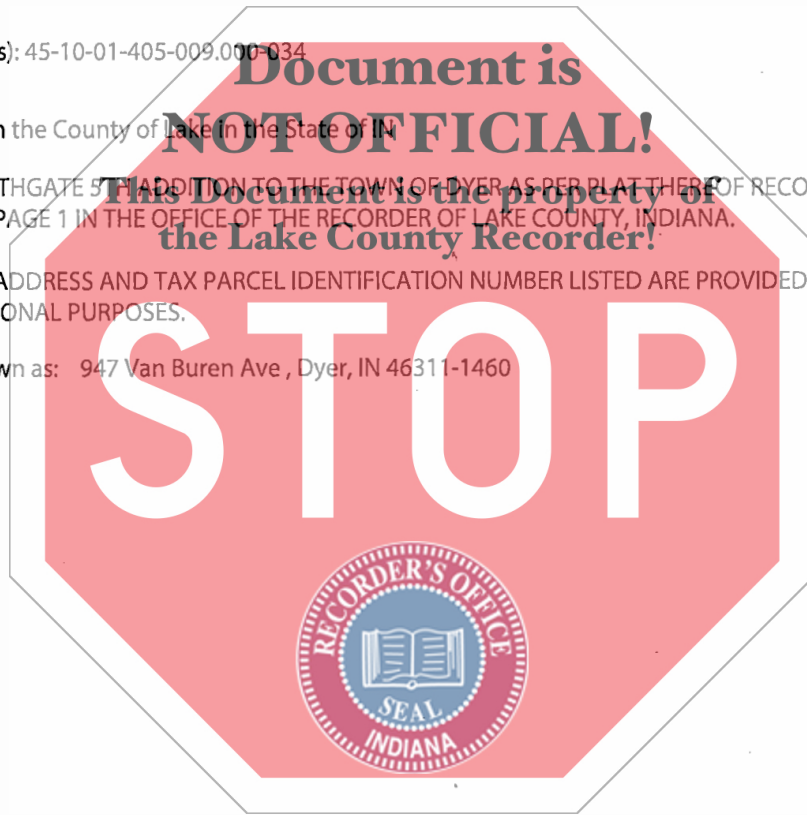 s): 45-10-01-405-009.000-034
Document is
n the County of Lake in the State of IN
NOT OFFICIAL!
THGATE 5TH ADDITION TO THE TOWN OF DYER AS PER PLAT THEREOF RECO
This Document is the property of
PAGE 1 IN THE OFFICE OF THE RECORDER OF LAKE COUNTY, INDIANA.
the Lake County Recorder!
ADDRESS AND TAX PARCEL IDENTIFICATION NUMBER LISTED ARE PROVIDED
ONAL PURPOSES.
wn as: 947 Van Buren Ave , Dyer, IN 46311-1460
STOP
RECORDER'S OFFICE
SEAL
INDIANA